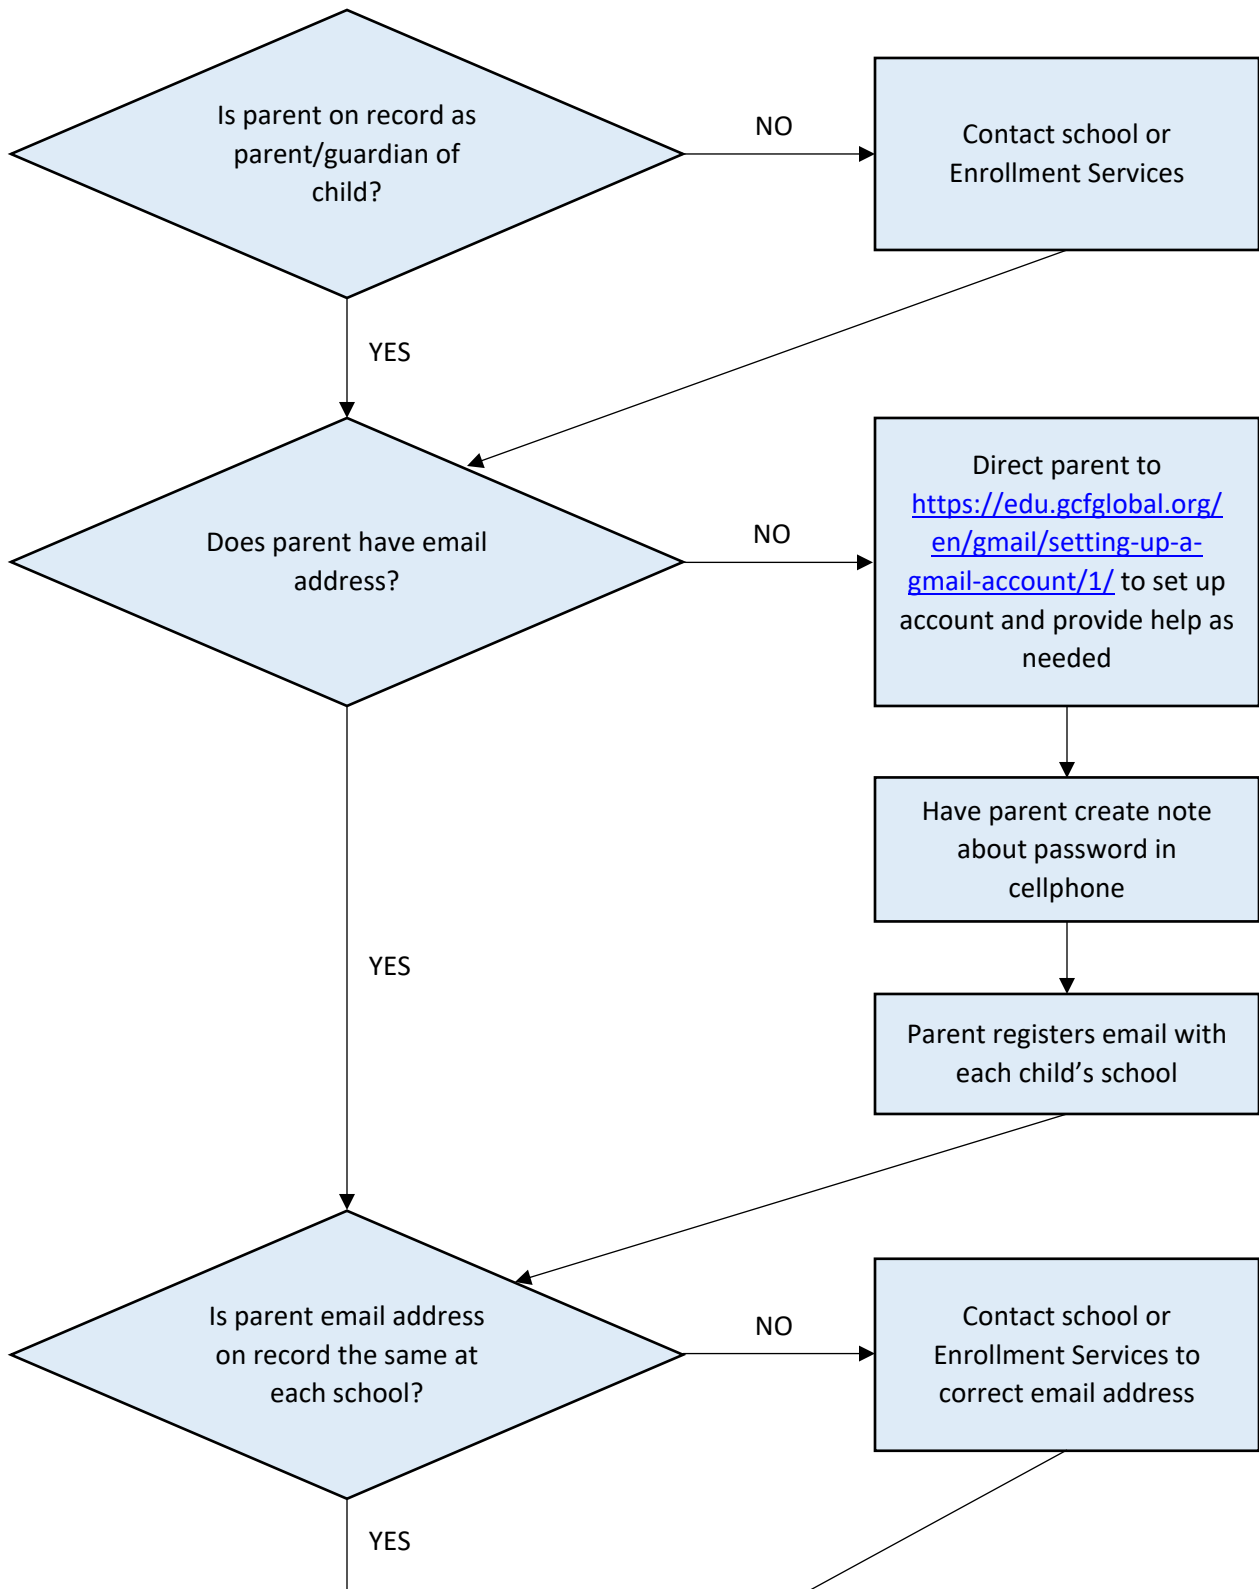 Is parent on record as
parent/guardian of
child?
NO
Contact school or
Enrollment Services
YES
Does parent have email
address?
NO
Direct parent to
https://edu.gcfglobal.org/
en/gmail/setting-up-a-
gmail-account/1/ to set up
account and provide help as
needed
Have parent create note
about password in
cellphone
YES
Parent registers email with
each child’s school
Is parent email address
on record the same at
each school?
NO
Contact school or
Enrollment Services to
correct email address
YES